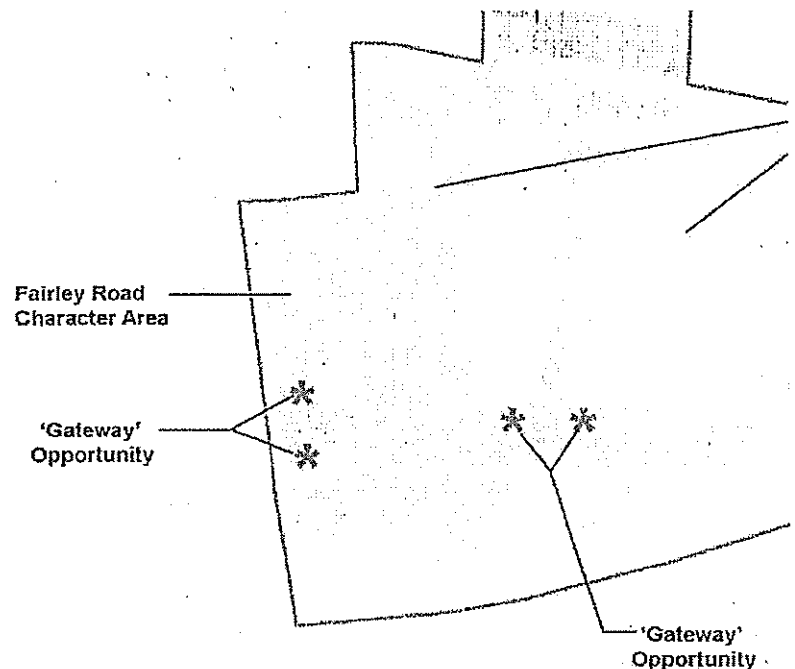 Fairley Road
Character Area
'Gateway'
Opportunity
'Gateway'
Opportunity